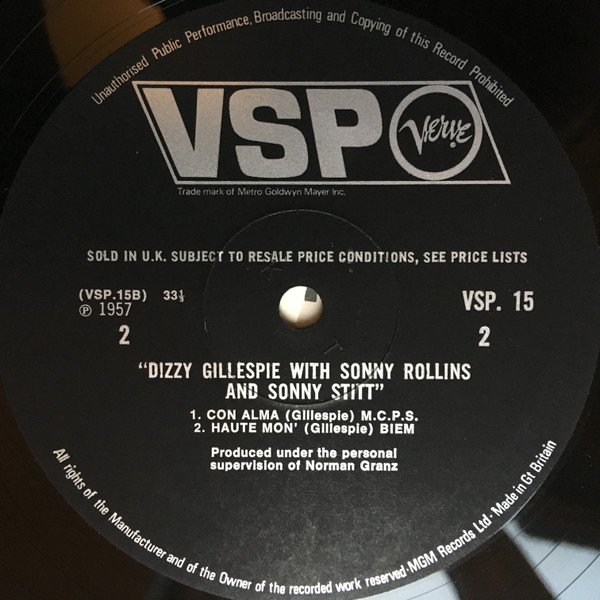 Unauthorised Public Performance, Broadcasting and Copying of this Record Prohibited
VSP Verve
Trade mark of Metro Goldwyn Mayer Inc.
SOLD IN U.K. SUBJECT TO RESALE PRICE CONDITIONS, SEE PRICE LISTS
(VSP.15B) 33⅓ VSP. 15
℗ 1957
2 2
"DIZZY GILLESPIE WITH SONNY ROLLINS
AND SONNY STITT"
1. CON ALMA (Gillespie) M.C.P.S.
2. HAUTE MON' (Gillespie) BIEM
Produced under the personal
supervision of Norman Granz
All rights of the Manufacturer and of the Owner of the recorded work reserved·MGM Records Ltd·Made in Gt Britain